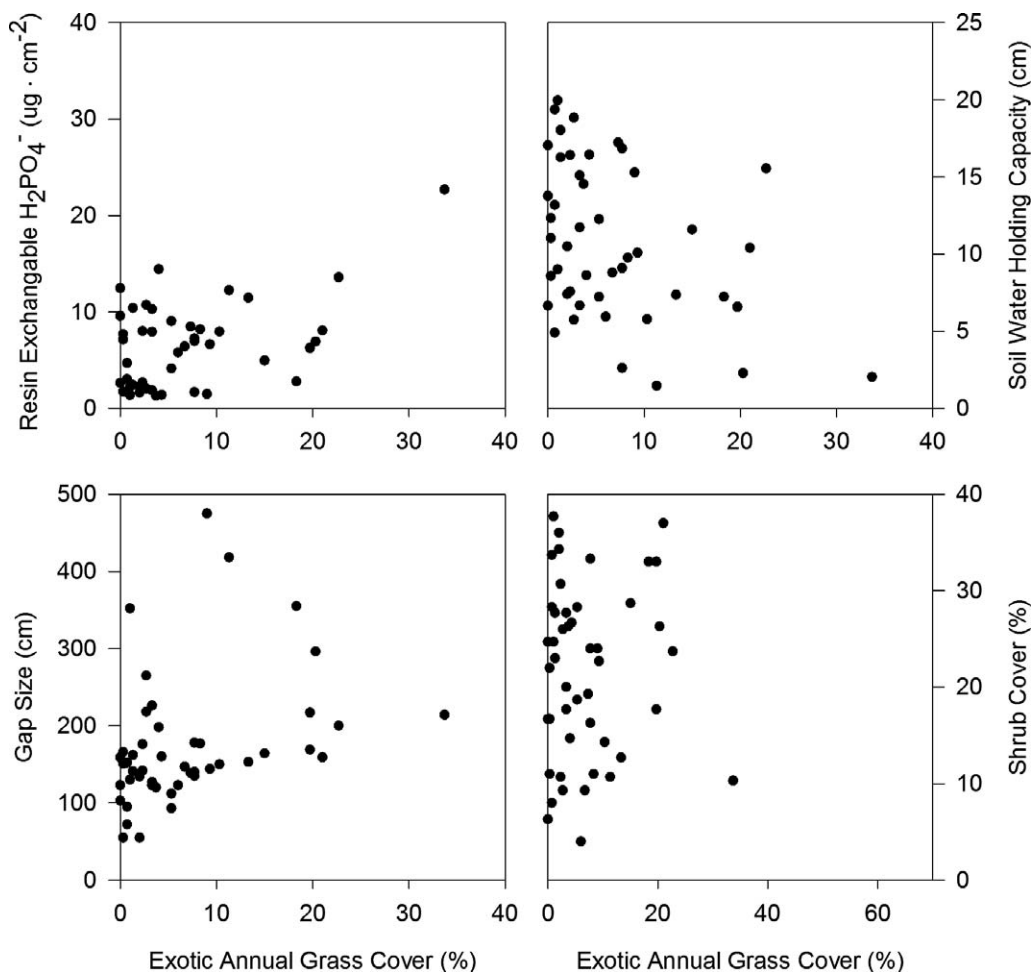 Resin Exchangable H₂PO₄⁻ (ug · cm⁻²)
40
30
20
10
0
0 10 20 30 40
25
20
15
10
5
0
Soil Water Holding Capacity (cm)
0 10 20 30 40
Gap Size (cm)
500
400
300
200
100
0
0 10 20 30 40
Exotic Annual Grass Cover (%)
40
30
20
10
0
Shrub Cover (%)
0 20 40 60
Exotic Annual Grass Cover (%)